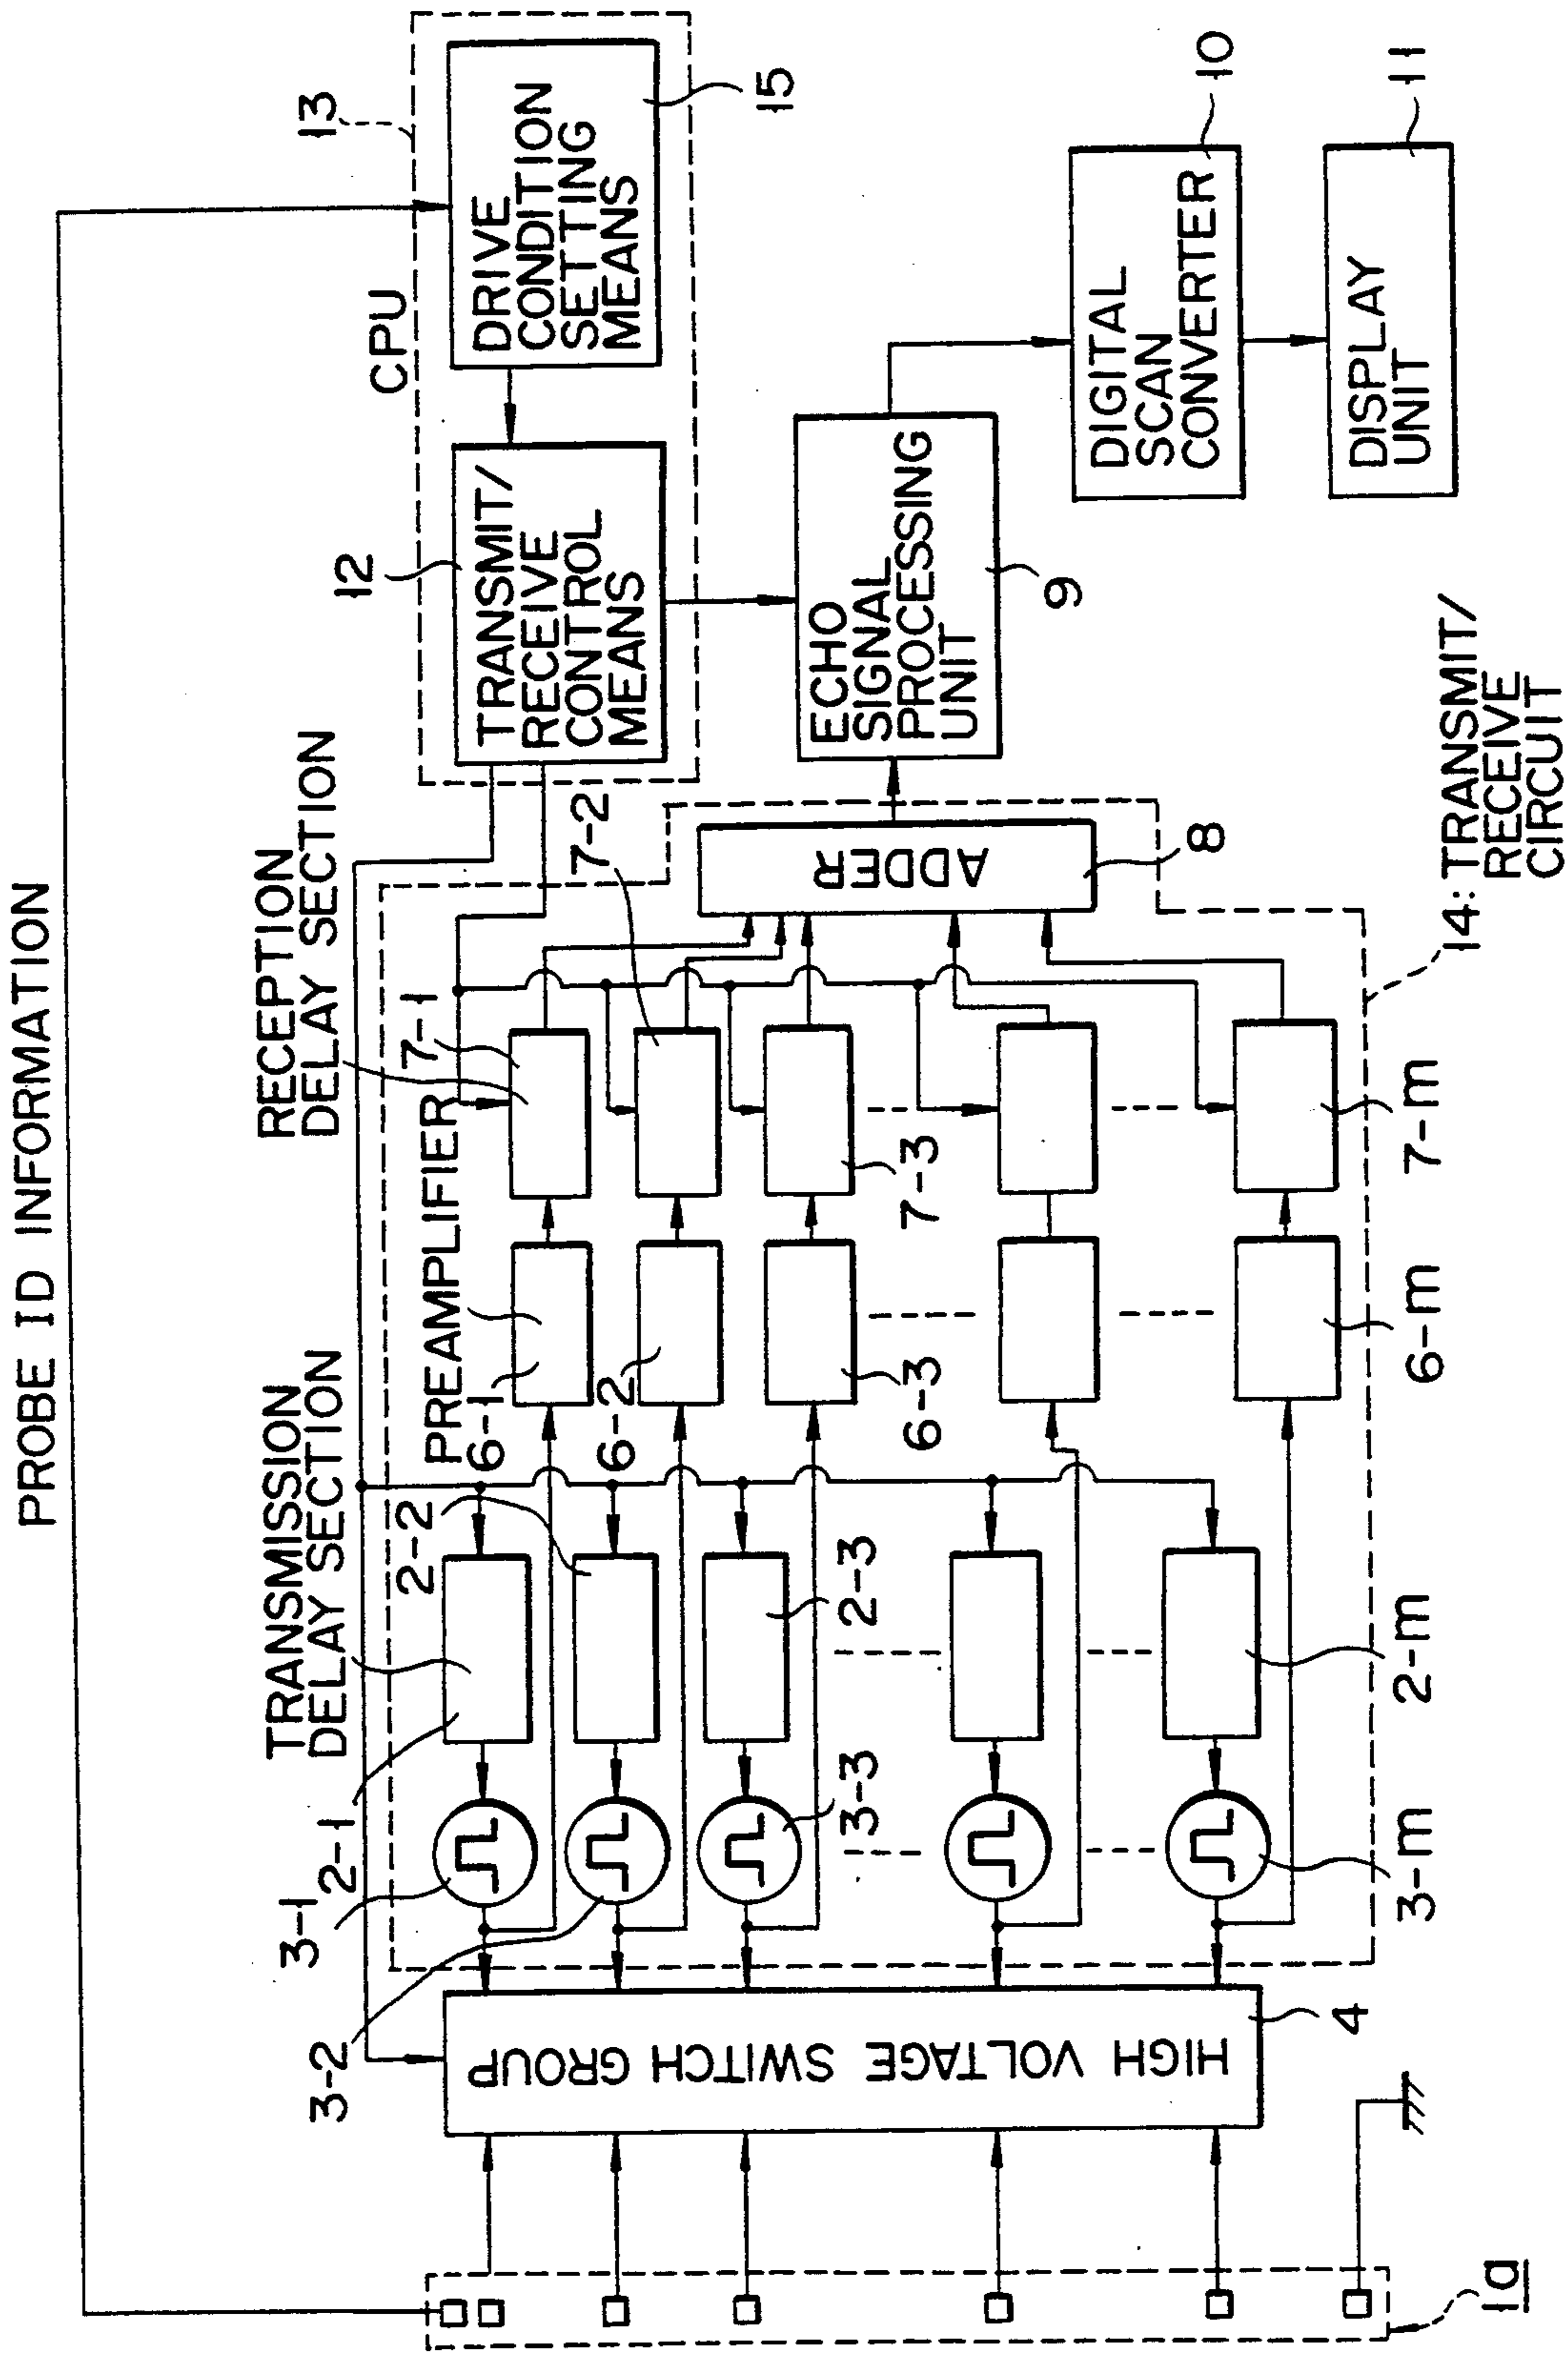 PROBE ID INFORMATION
13
CPU
12
TRANSMIT/
RECEIVE
CONTROL
MEANS
DRIVE
CONDITION
SETTING
MEANS
15
RECEPTION
DELAY SECTION
TRANSMISSION
DELAY SECTION
PREAMPLIFIER
7-1
7-2
7-3
7-m
6-1
6-2
6-3
6-m
2-1
2-2
2-3
2-m
3-1
3-2
3-3
3-m
ADDER
8
ECHO
SIGNAL
PROCESSING
UNIT
9
DIGITAL
SCAN
CONVERTER
10
DISPLAY
UNIT
11
HIGH VOLTAGE SWITCH GROUP
4
1a
14: TRANSMIT/
RECEIVE
CIRCUIT